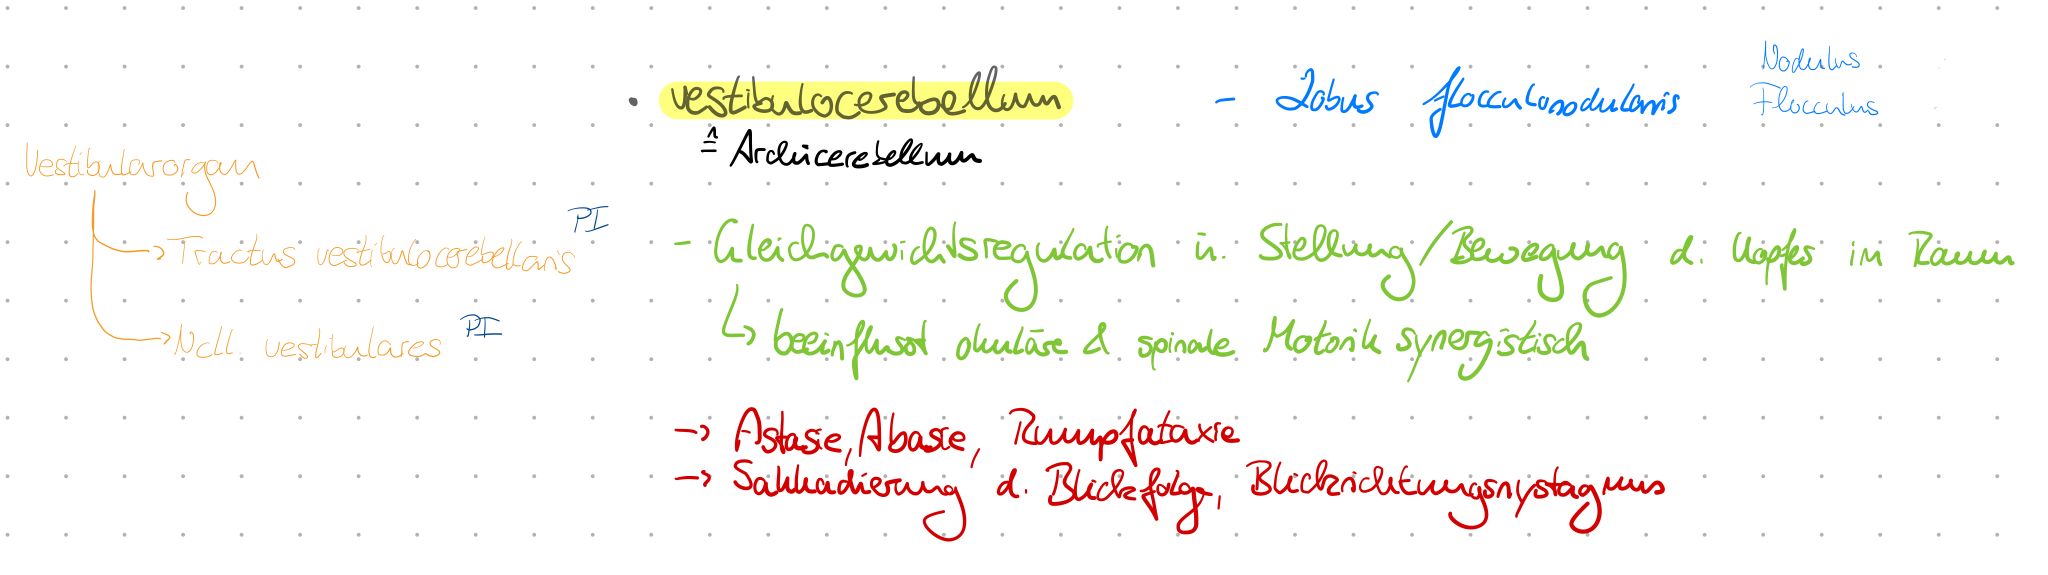 Vestibularorgan
→ Tractus vestibulocerebellaris PI
→ Ncll. vestibulares PI
• Vestibulocerebellum
≙ Archicerebellum
- Lobus flocculonodularis
Nodulus
Flocculus
- Gleichgewichtsregulation u. Stellung/Bewegung d. Kopfes im Raum
↳ beeinflusst okuläre & spinale Motorik synergistisch
→ Astasie, Abasie, Rumpfataxie
→ Sakkadierung d. Blickfolge, Blickrichtungsnystagmus